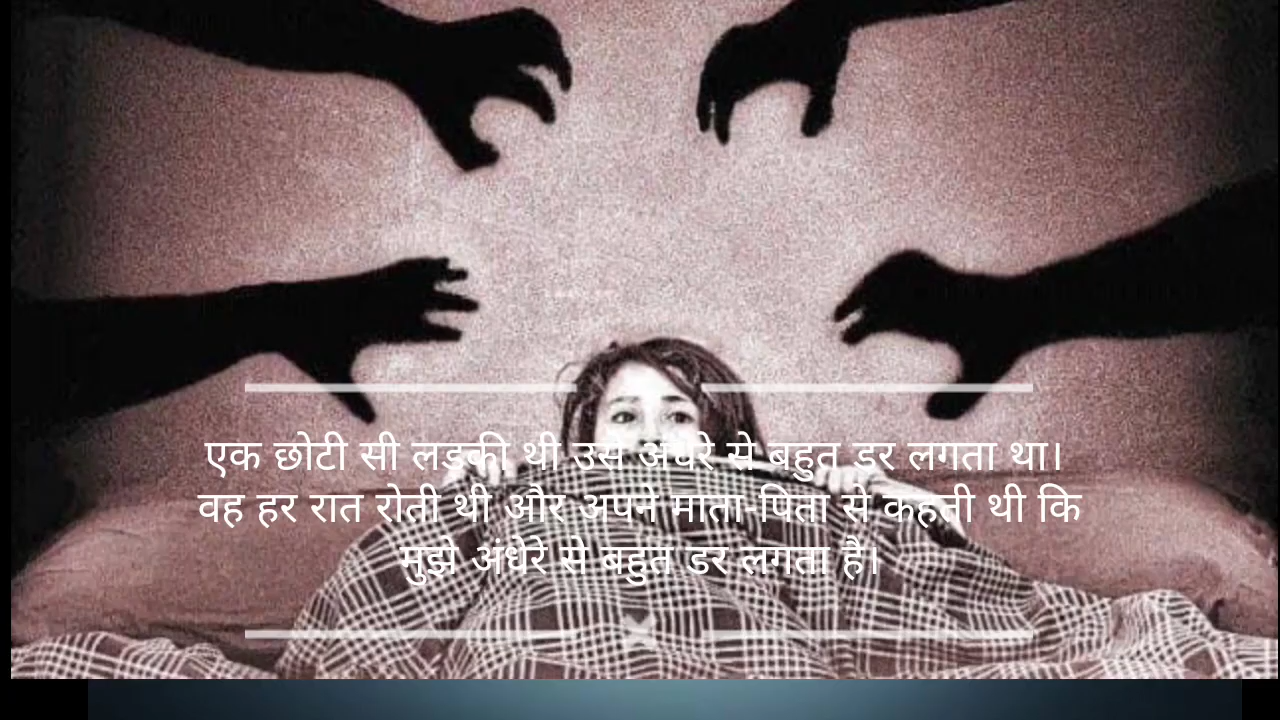 एक छोटी सी लड़की थी उसे अंधेरे से बहुत डर लगता था।
वह हर रात रोती थी और अपने माता-पिता से कहती थी कि
मुझे अंधेरे से बहुत डर लगता है।